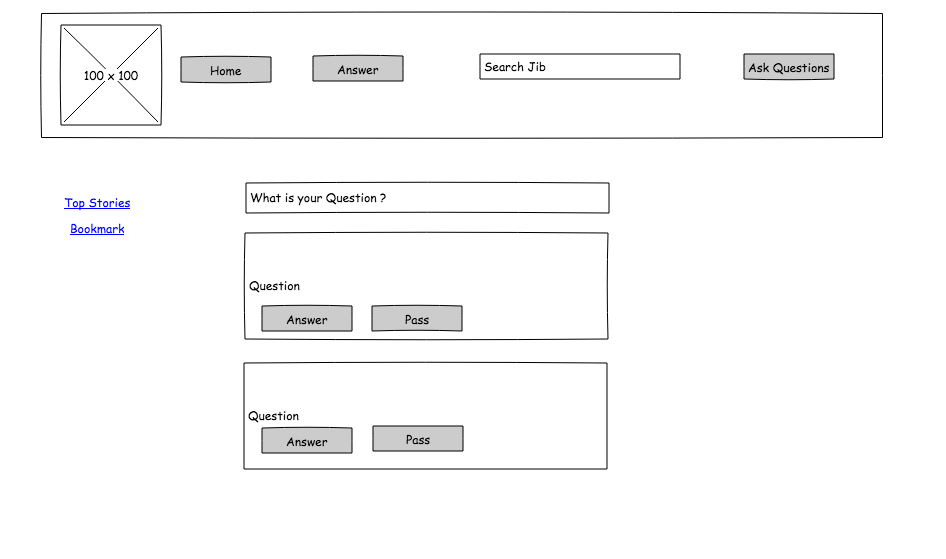 100 x 100
Home
Answer
Search Jib
Ask Questions
Top Stories
Bookmark
What is your Question ?
Question
Answer
Pass
Question
Answer
Pass